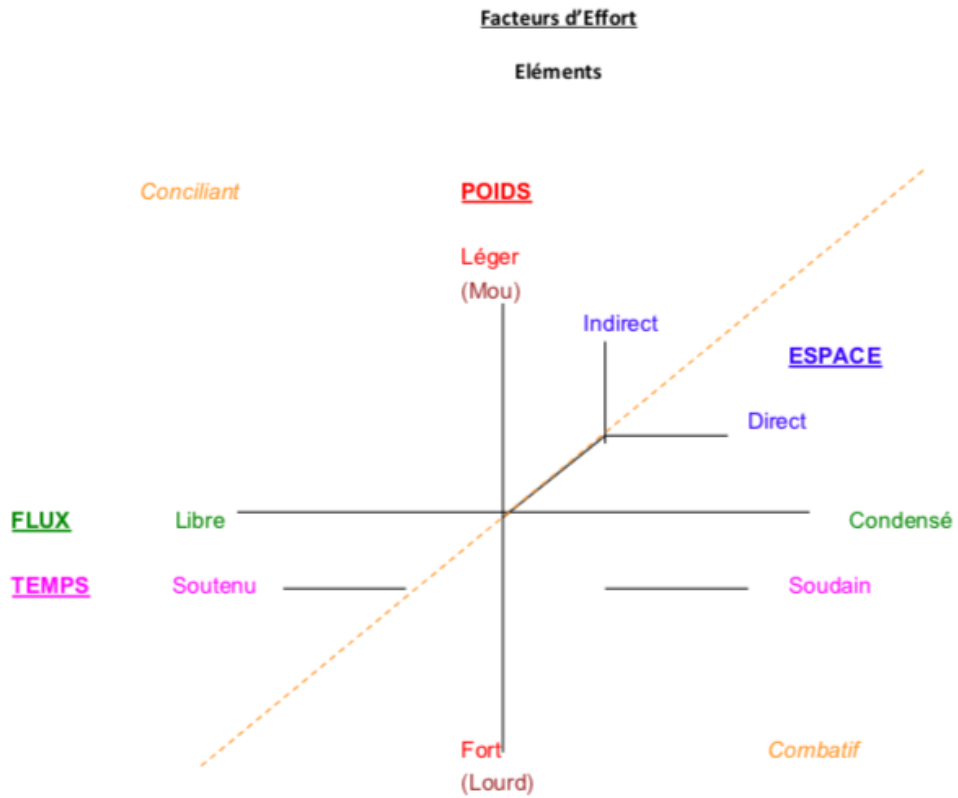 Facteurs d'Effort
Eléments
Conciliant
POIDS
Léger
(Mou)
Indirect
ESPACE
Direct
FLUX
Libre
Condensé
TEMPS
Soutenu
Soudain
Fort
Combatif
(Lourd)